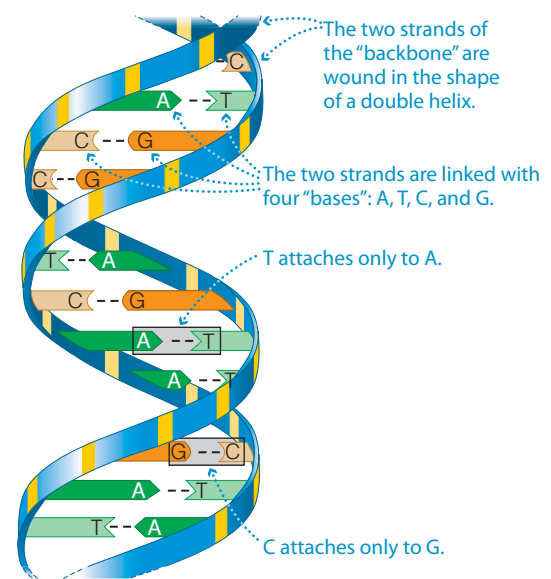 The two strands of
the “backbone” are
wound in the shape
of a double helix.
C
A T
C G
C G
The two strands are linked with
four “bases”: A, T, C, and G.
T A
T attaches only to A.
C G
A T
A T
G C
A T
T A
C attaches only to G.